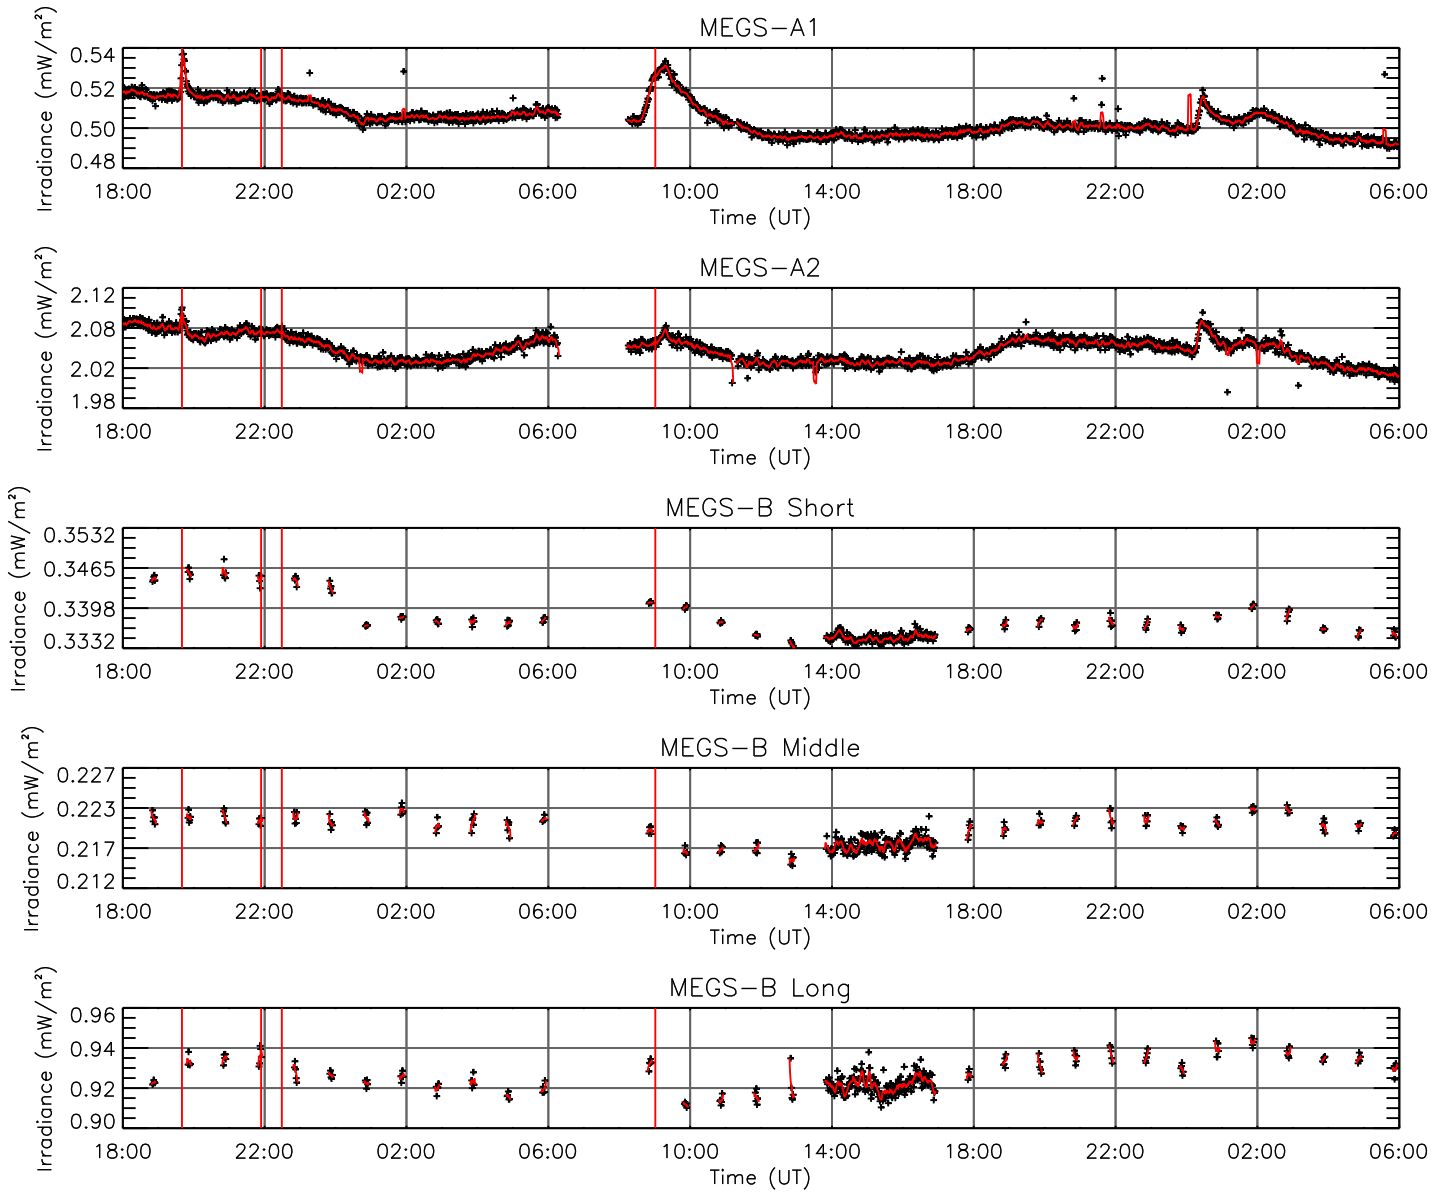 MEGS-A1
Irradiance (mW/m²)
0.54
0.52
0.50
0.48
18:00 22:00 02:00 06:00 10:00 14:00 18:00 22:00 02:00 06:00
Time (UT)
MEGS-A2
Irradiance (mW/m²)
2.12
2.08
2.02
1.98
18:00 22:00 02:00 06:00 10:00 14:00 18:00 22:00 02:00 06:00
Time (UT)
MEGS-B Short
Irradiance (mW/m²)
0.3532
0.3465
0.3398
0.3332
18:00 22:00 02:00 06:00 10:00 14:00 18:00 22:00 02:00 06:00
Time (UT)
MEGS-B Middle
Irradiance (mW/m²)
0.227
0.223
0.217
0.212
18:00 22:00 02:00 06:00 10:00 14:00 18:00 22:00 02:00 06:00
Time (UT)
MEGS-B Long
Irradiance (mW/m²)
0.96
0.94
0.92
0.90
18:00 22:00 02:00 06:00 10:00 14:00 18:00 22:00 02:00 06:00
Time (UT)